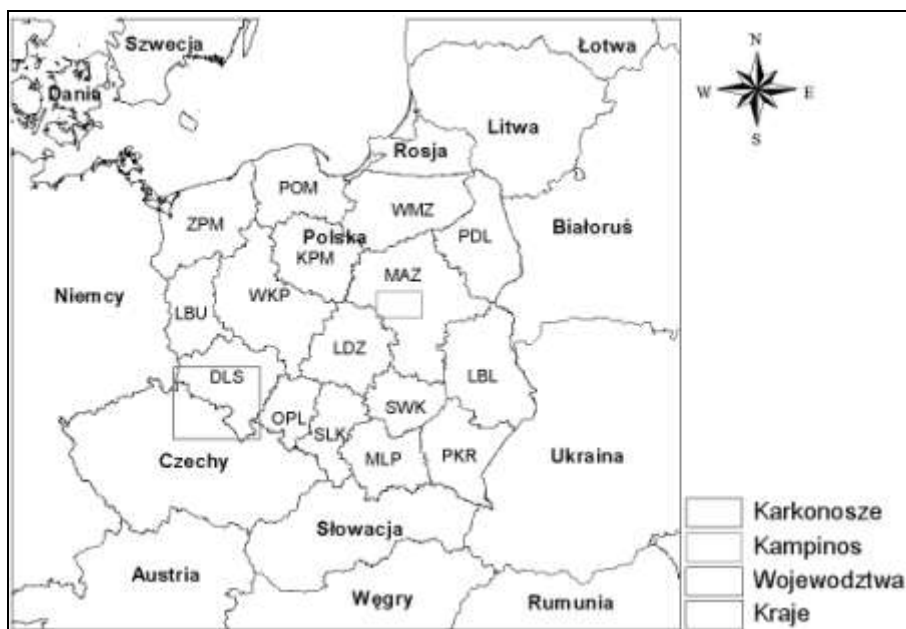 Szwecja
Łotwa
Dania
Litwa
Rosja
POM
WMZ
ZPM
PDL
Białoruś
Polska
KPM
MAZ
Niemcy
WKP
LBU
LDZ
DLS
LBL
SWK
OPL
SLK
Czechy
MLP
PKR
Ukraina
Słowacja
Austria
Węgry
Rumunia
N
W
E
S
Karkonosze
Kampinos
Wojewodztwa
Kraje